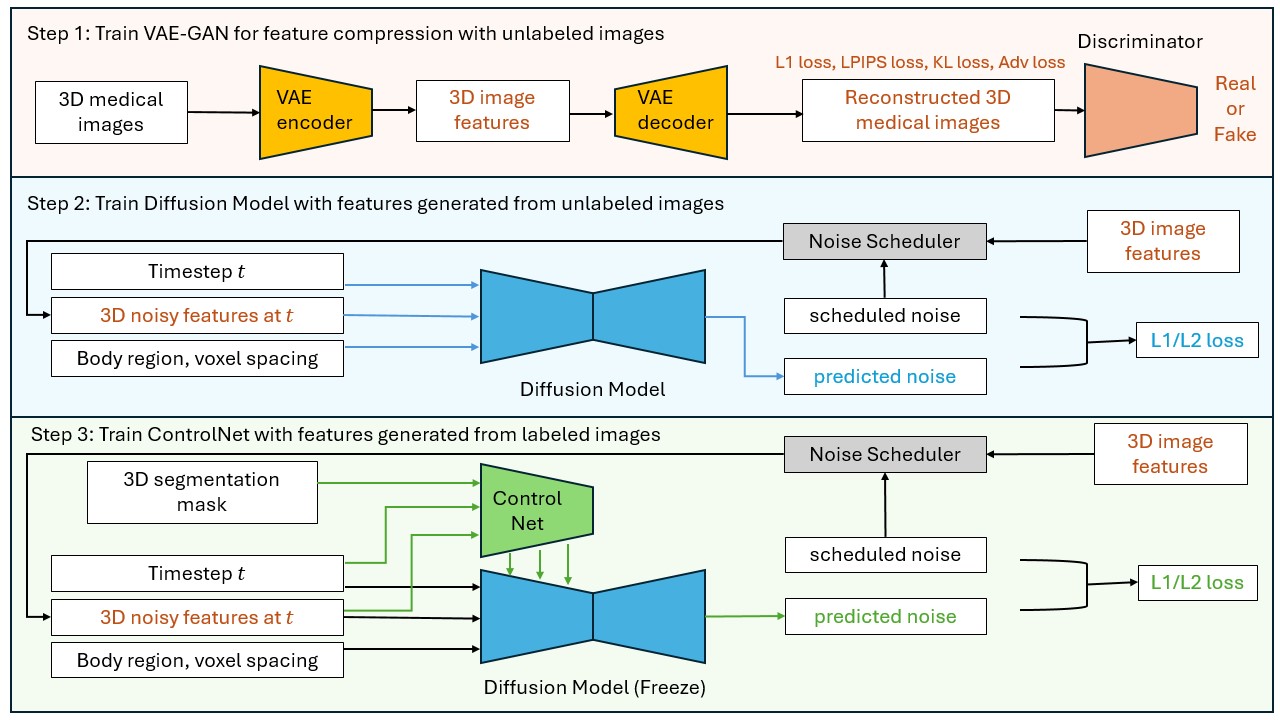 Step 1: Train VAE-GAN for feature compression with unlabeled images
Discriminator
L1 loss, LPIPS loss, KL loss, Adv loss
3D medical
images
VAE
encoder
3D image
features
VAE
decoder
Reconstructed 3D
medical images
Real
or
Fake
Step 2: Train Diffusion Model with features generated from unlabeled images
Noise Scheduler
3D image
features
Timestep t
3D noisy features at t
Body region, voxel spacing
Diffusion Model
scheduled noise
predicted noise
L1/L2 loss
Step 3: Train ControlNet with features generated from labeled images
Noise Scheduler
3D image
features
3D segmentation
mask
Control
Net
Timestep t
3D noisy features at t
Body region, voxel spacing
Diffusion Model (Freeze)
scheduled noise
predicted noise
L1/L2 loss